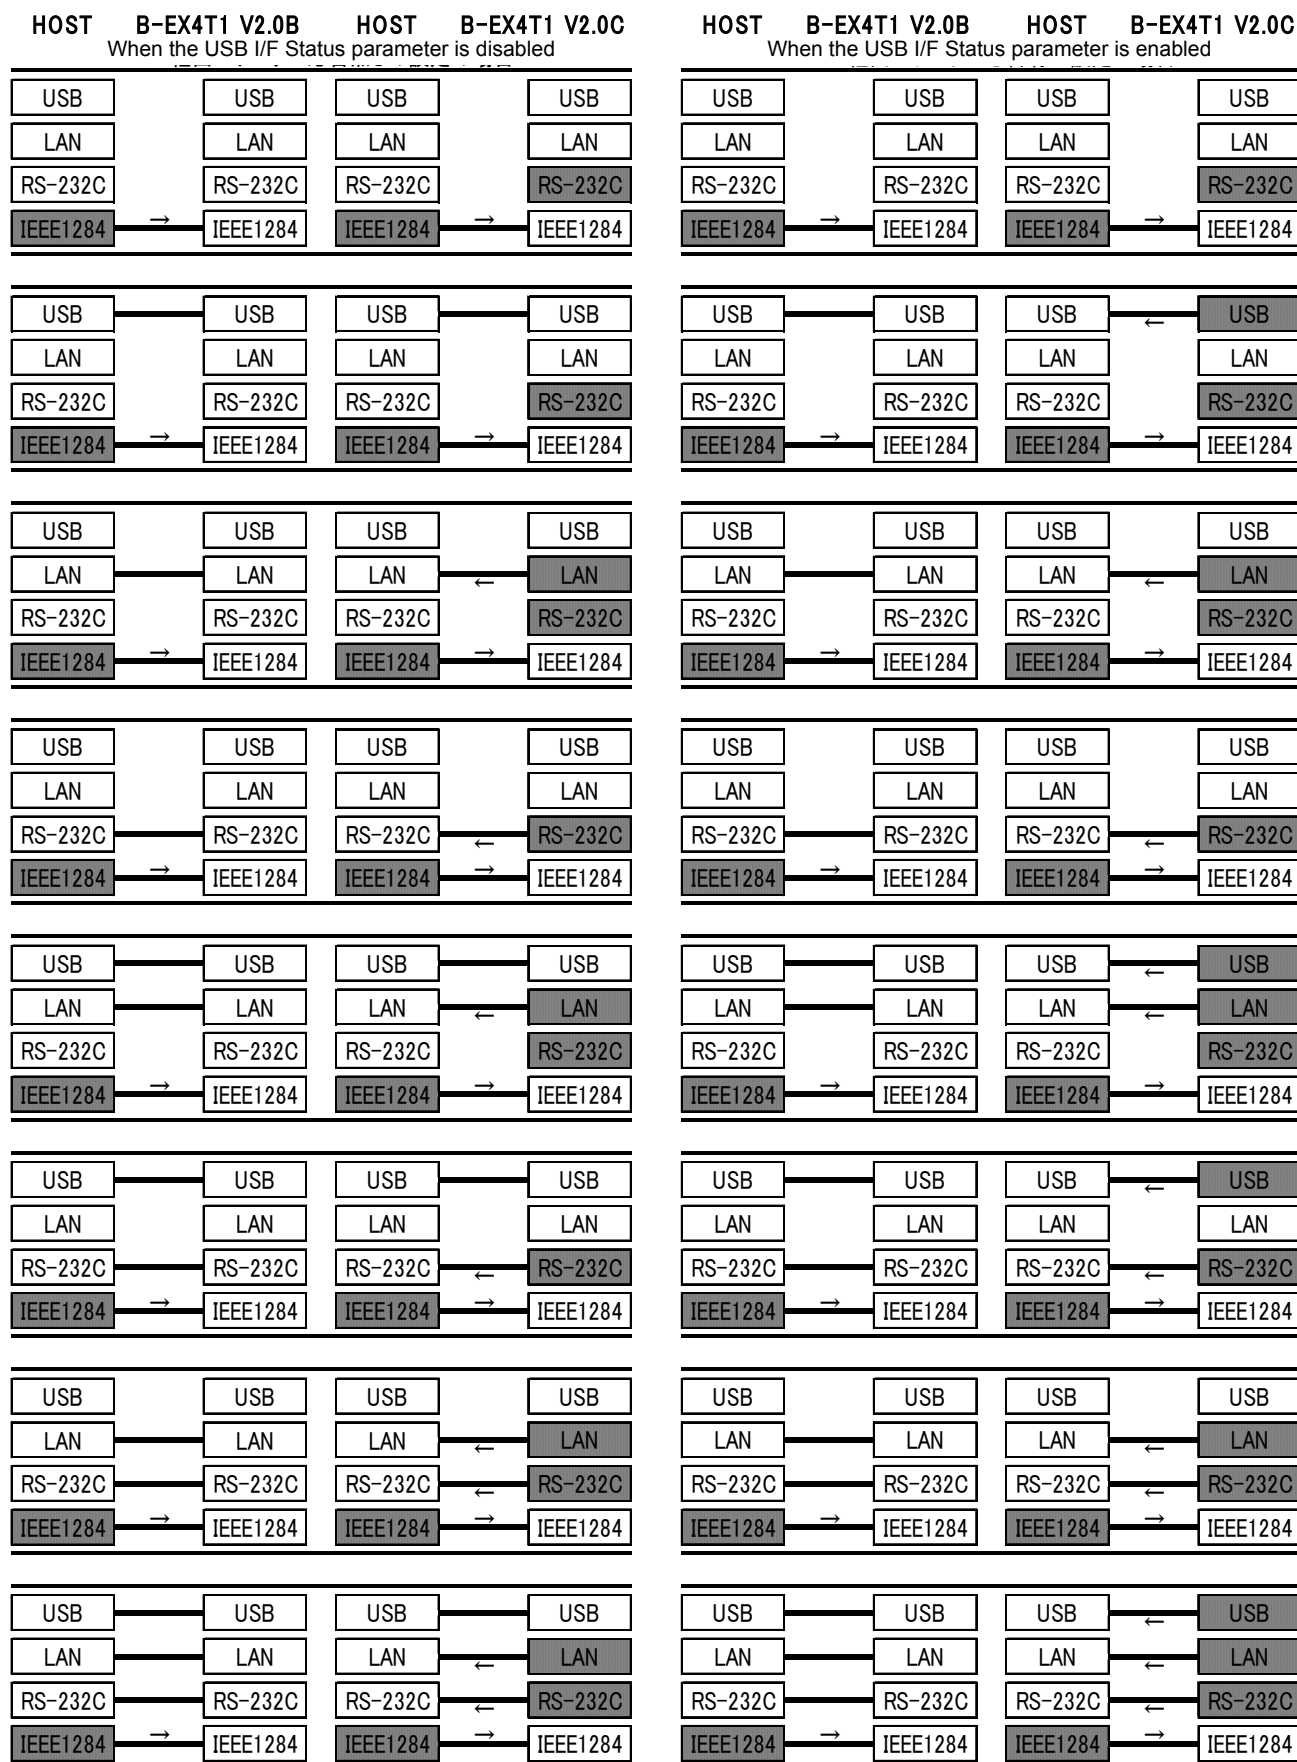 HOST B-EX4T1 V2.0B HOST B-EX4T1 V2.0C HOST B-EX4T1 V2.0B HOST B-EX4T1 V2.0C
When the USB I/F Status parameter is disabled When the USB I/F Status parameter is enabled
USB USB USB USB USB USB USB USB
LAN LAN LAN LAN LAN LAN LAN LAN
RS-232C RS-232C RS-232C RS-232C RS-232C RS-232C RS-232C RS-232C
IEEE1284 → IEEE1284 IEEE1284 → IEEE1284 IEEE1284 → IEEE1284 IEEE1284 → IEEE1284
USB USB USB USB USB USB USB ← USB
LAN LAN LAN LAN LAN LAN LAN LAN
RS-232C RS-232C RS-232C RS-232C RS-232C RS-232C RS-232C RS-232C
IEEE1284 → IEEE1284 IEEE1284 → IEEE1284 IEEE1284 → IEEE1284 IEEE1284 → IEEE1284
USB USB USB USB USB USB USB USB
LAN LAN LAN ← LAN LAN LAN LAN ← LAN
RS-232C RS-232C RS-232C RS-232C RS-232C RS-232C RS-232C RS-232C
IEEE1284 → IEEE1284 IEEE1284 → IEEE1284 IEEE1284 → IEEE1284 IEEE1284 → IEEE1284
USB USB USB USB USB USB USB USB
LAN LAN LAN LAN LAN LAN LAN LAN
RS-232C RS-232C RS-232C ← RS-232C RS-232C RS-232C RS-232C ← RS-232C
IEEE1284 → IEEE1284 IEEE1284 → IEEE1284 IEEE1284 → IEEE1284 IEEE1284 → IEEE1284
USB USB USB USB USB USB USB ← USB
LAN LAN LAN ← LAN LAN LAN LAN ← LAN
RS-232C RS-232C RS-232C RS-232C RS-232C RS-232C RS-232C RS-232C
IEEE1284 → IEEE1284 IEEE1284 → IEEE1284 IEEE1284 → IEEE1284 IEEE1284 → IEEE1284
USB USB USB USB USB USB USB ← USB
LAN LAN LAN LAN LAN LAN LAN LAN
RS-232C RS-232C RS-232C ← RS-232C RS-232C RS-232C RS-232C ← RS-232C
IEEE1284 → IEEE1284 IEEE1284 → IEEE1284 IEEE1284 → IEEE1284 IEEE1284 → IEEE1284
USB USB USB USB USB USB USB USB
LAN LAN LAN ← LAN LAN LAN LAN ← LAN
RS-232C RS-232C RS-232C ← RS-232C RS-232C RS-232C RS-232C ← RS-232C
IEEE1284 → IEEE1284 IEEE1284 → IEEE1284 IEEE1284 → IEEE1284 IEEE1284 → IEEE1284
USB USB USB USB USB USB USB ← USB
LAN LAN LAN ← LAN LAN LAN LAN ← LAN
RS-232C RS-232C RS-232C ← RS-232C RS-232C RS-232C RS-232C ← RS-232C
IEEE1284 → IEEE1284 IEEE1284 → IEEE1284 IEEE1284 → IEEE1284 IEEE1284 → IEEE1284